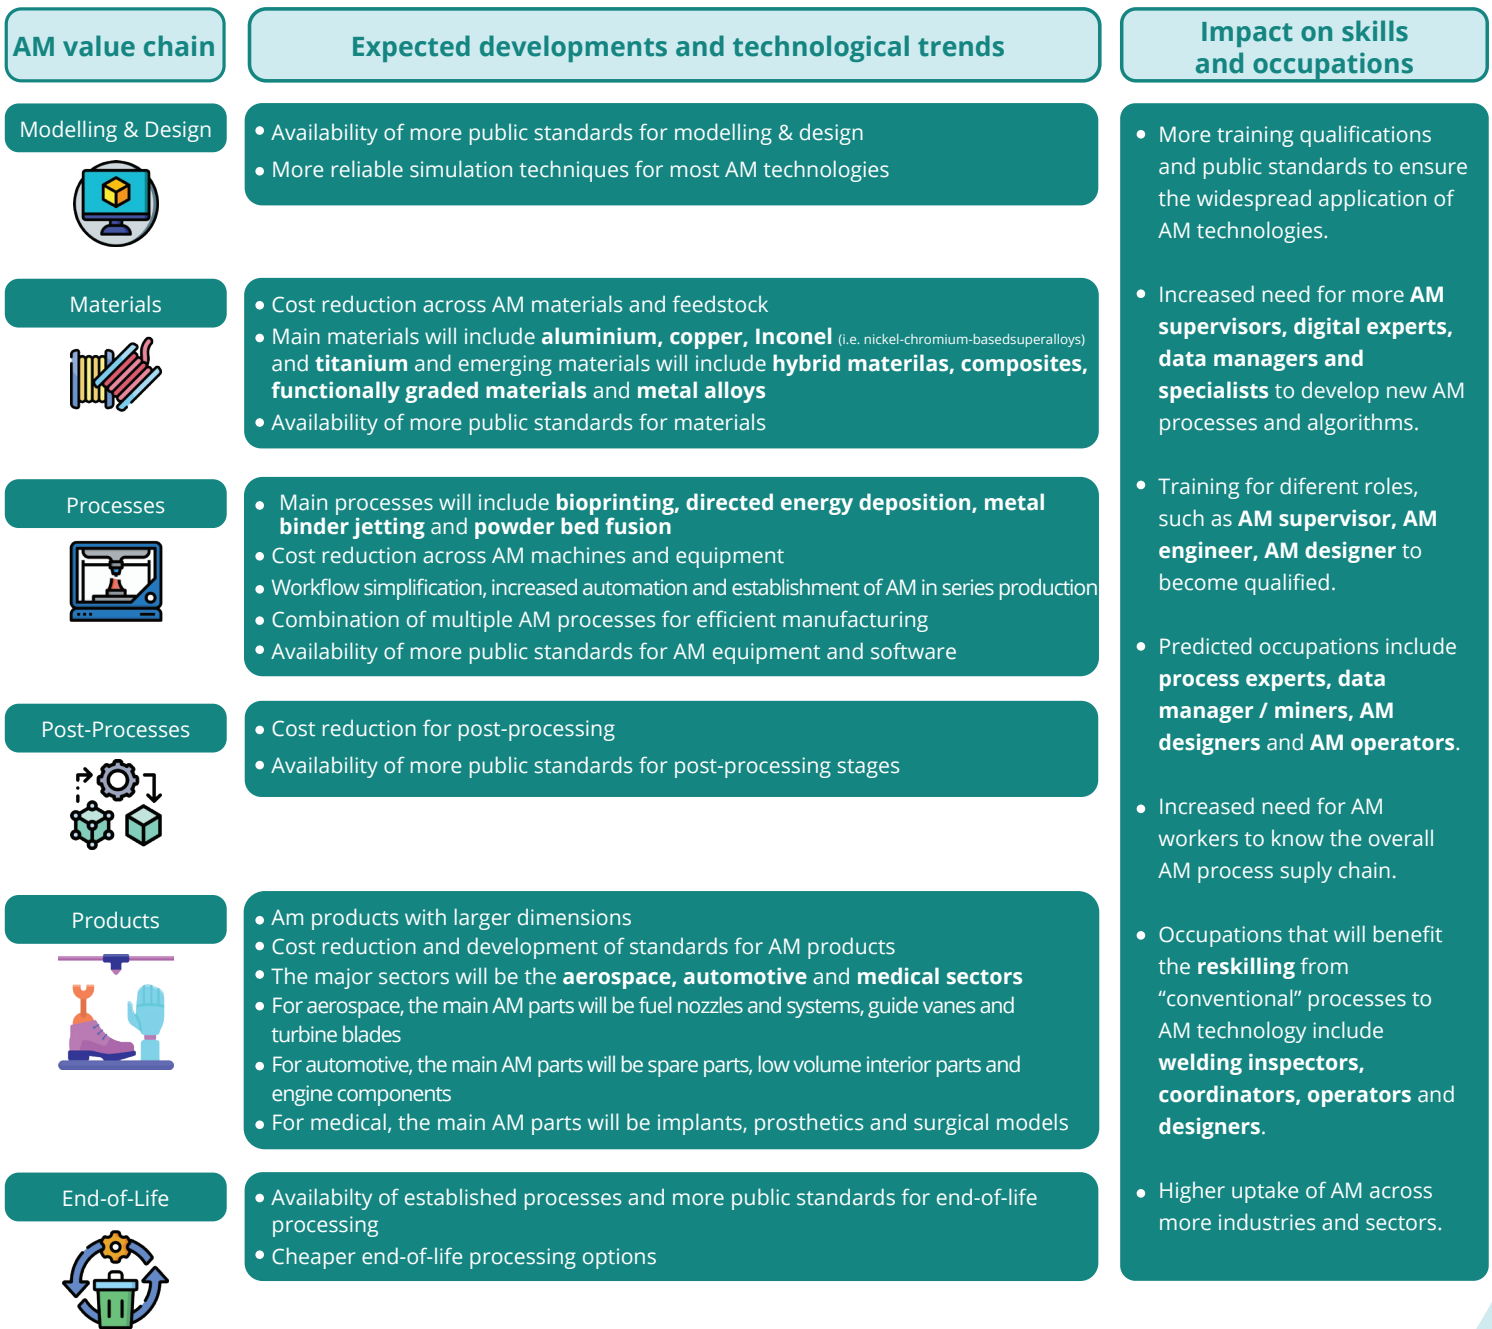 AM value chain
Expected developments and technological trends
Impact on skills
and occupations
Modelling & Design
• Availability of more public standards for modelling & design
• More reliable simulation techniques for most AM technologies
Materials
• Cost reduction across AM materials and feedstock
• Main materials will include aluminium, copper, Inconel (i.e. nickel-chromium-basedsuperalloys)
and titanium and emerging materials will include hybrid materilas, composites,
functionally graded materials and metal alloys
• Availability of more public standards for materials
Processes
• Main processes will include bioprinting, directed energy deposition, metal
binder jetting and powder bed fusion
• Cost reduction across AM machines and equipment
• Workflow simplification, increased automation and establishment of AM in series production
• Combination of multiple AM processes for efficient manufacturing
• Availability of more public standards for AM equipment and software
Post-Processes
• Cost reduction for post-processing
• Availability of more public standards for post-processing stages
Products
• Am products with larger dimensions
• Cost reduction and development of standards for AM products
• The major sectors will be the aerospace, automotive and medical sectors
• For aerospace, the main AM parts will be fuel nozzles and systems, guide vanes and
turbine blades
• For automotive, the main AM parts will be spare parts, low volume interior parts and
engine components
• For medical, the main AM parts will be implants, prosthetics and surgical models
End-of-Life
• Availabilty of established processes and more public standards for end-of-life
processing
• Cheaper end-of-life processing options
• More training qualifications
and public standards to ensure
the widespread application of
AM technologies.
• Increased need for more AM
supervisors, digital experts,
data managers and
specialists to develop new AM
processes and algorithms.
• Training for diferent roles,
such as AM supervisor, AM
engineer, AM designer to
become qualified.
• Predicted occupations include
process experts, data
manager / miners, AM
designers and AM operators.
• Increased need for AM
workers to know the overall
AM process suply chain.
• Occupations that will benefit
the reskilling from
“conventional” processes to
AM technology include
welding inspectors,
coordinators, operators and
designers.
• Higher uptake of AM across
more industries and sectors.